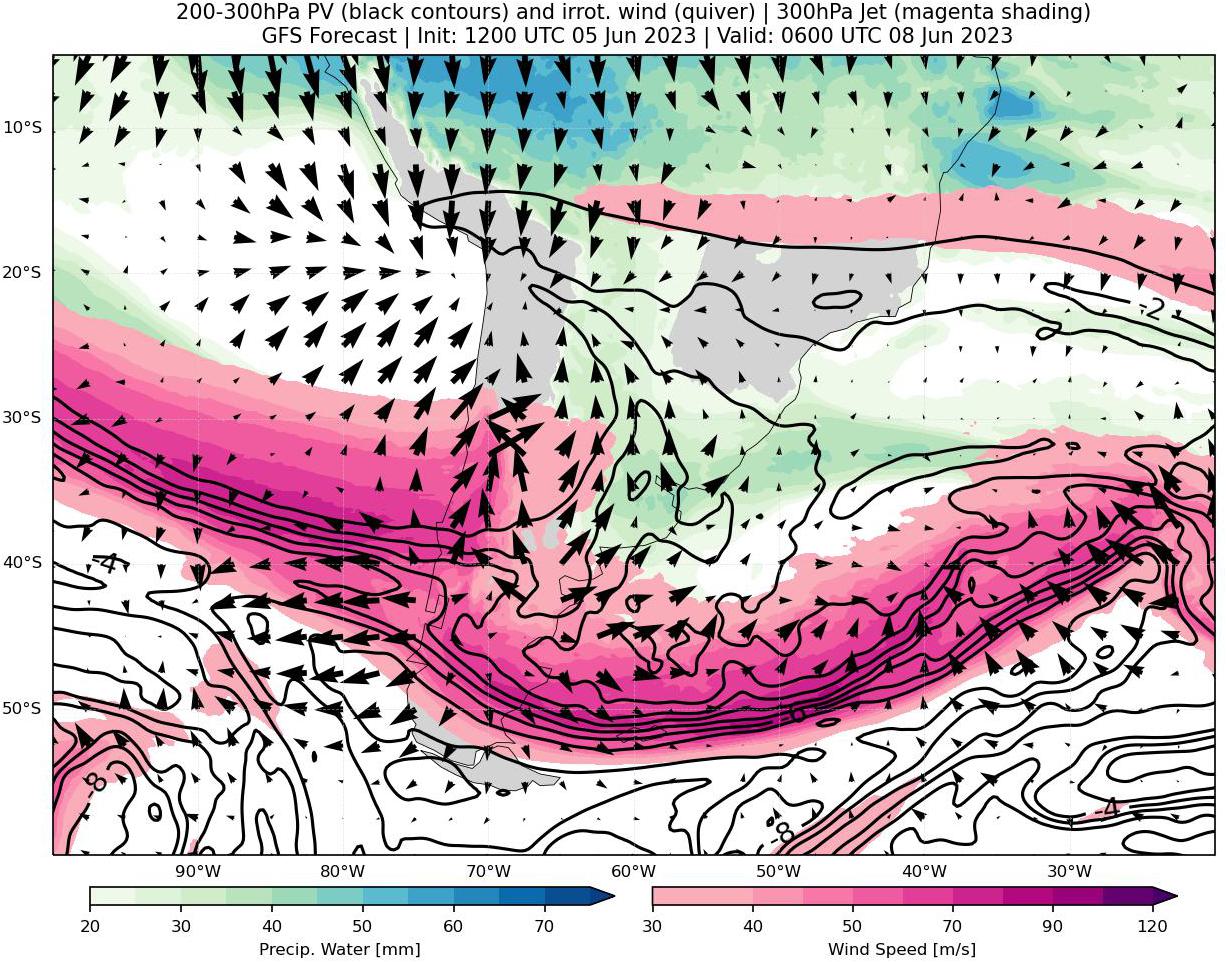 200-300hPa PV (black contours) and irrot. wind (quiver) | 300hPa Jet (magenta shading)
GFS Forecast | Init: 1200 UTC 05 Jun 2023 | Valid: 0600 UTC 08 Jun 2023
10°S
20°S
-2
30°S
40°S
-4
50°S
-8
-8
-4
90°W 80°W 70°W 60°W 50°W 40°W 30°W
20 30 40 50 60 70
30 40 50 70 90 120
Precip. Water [mm]
Wind Speed [m/s]